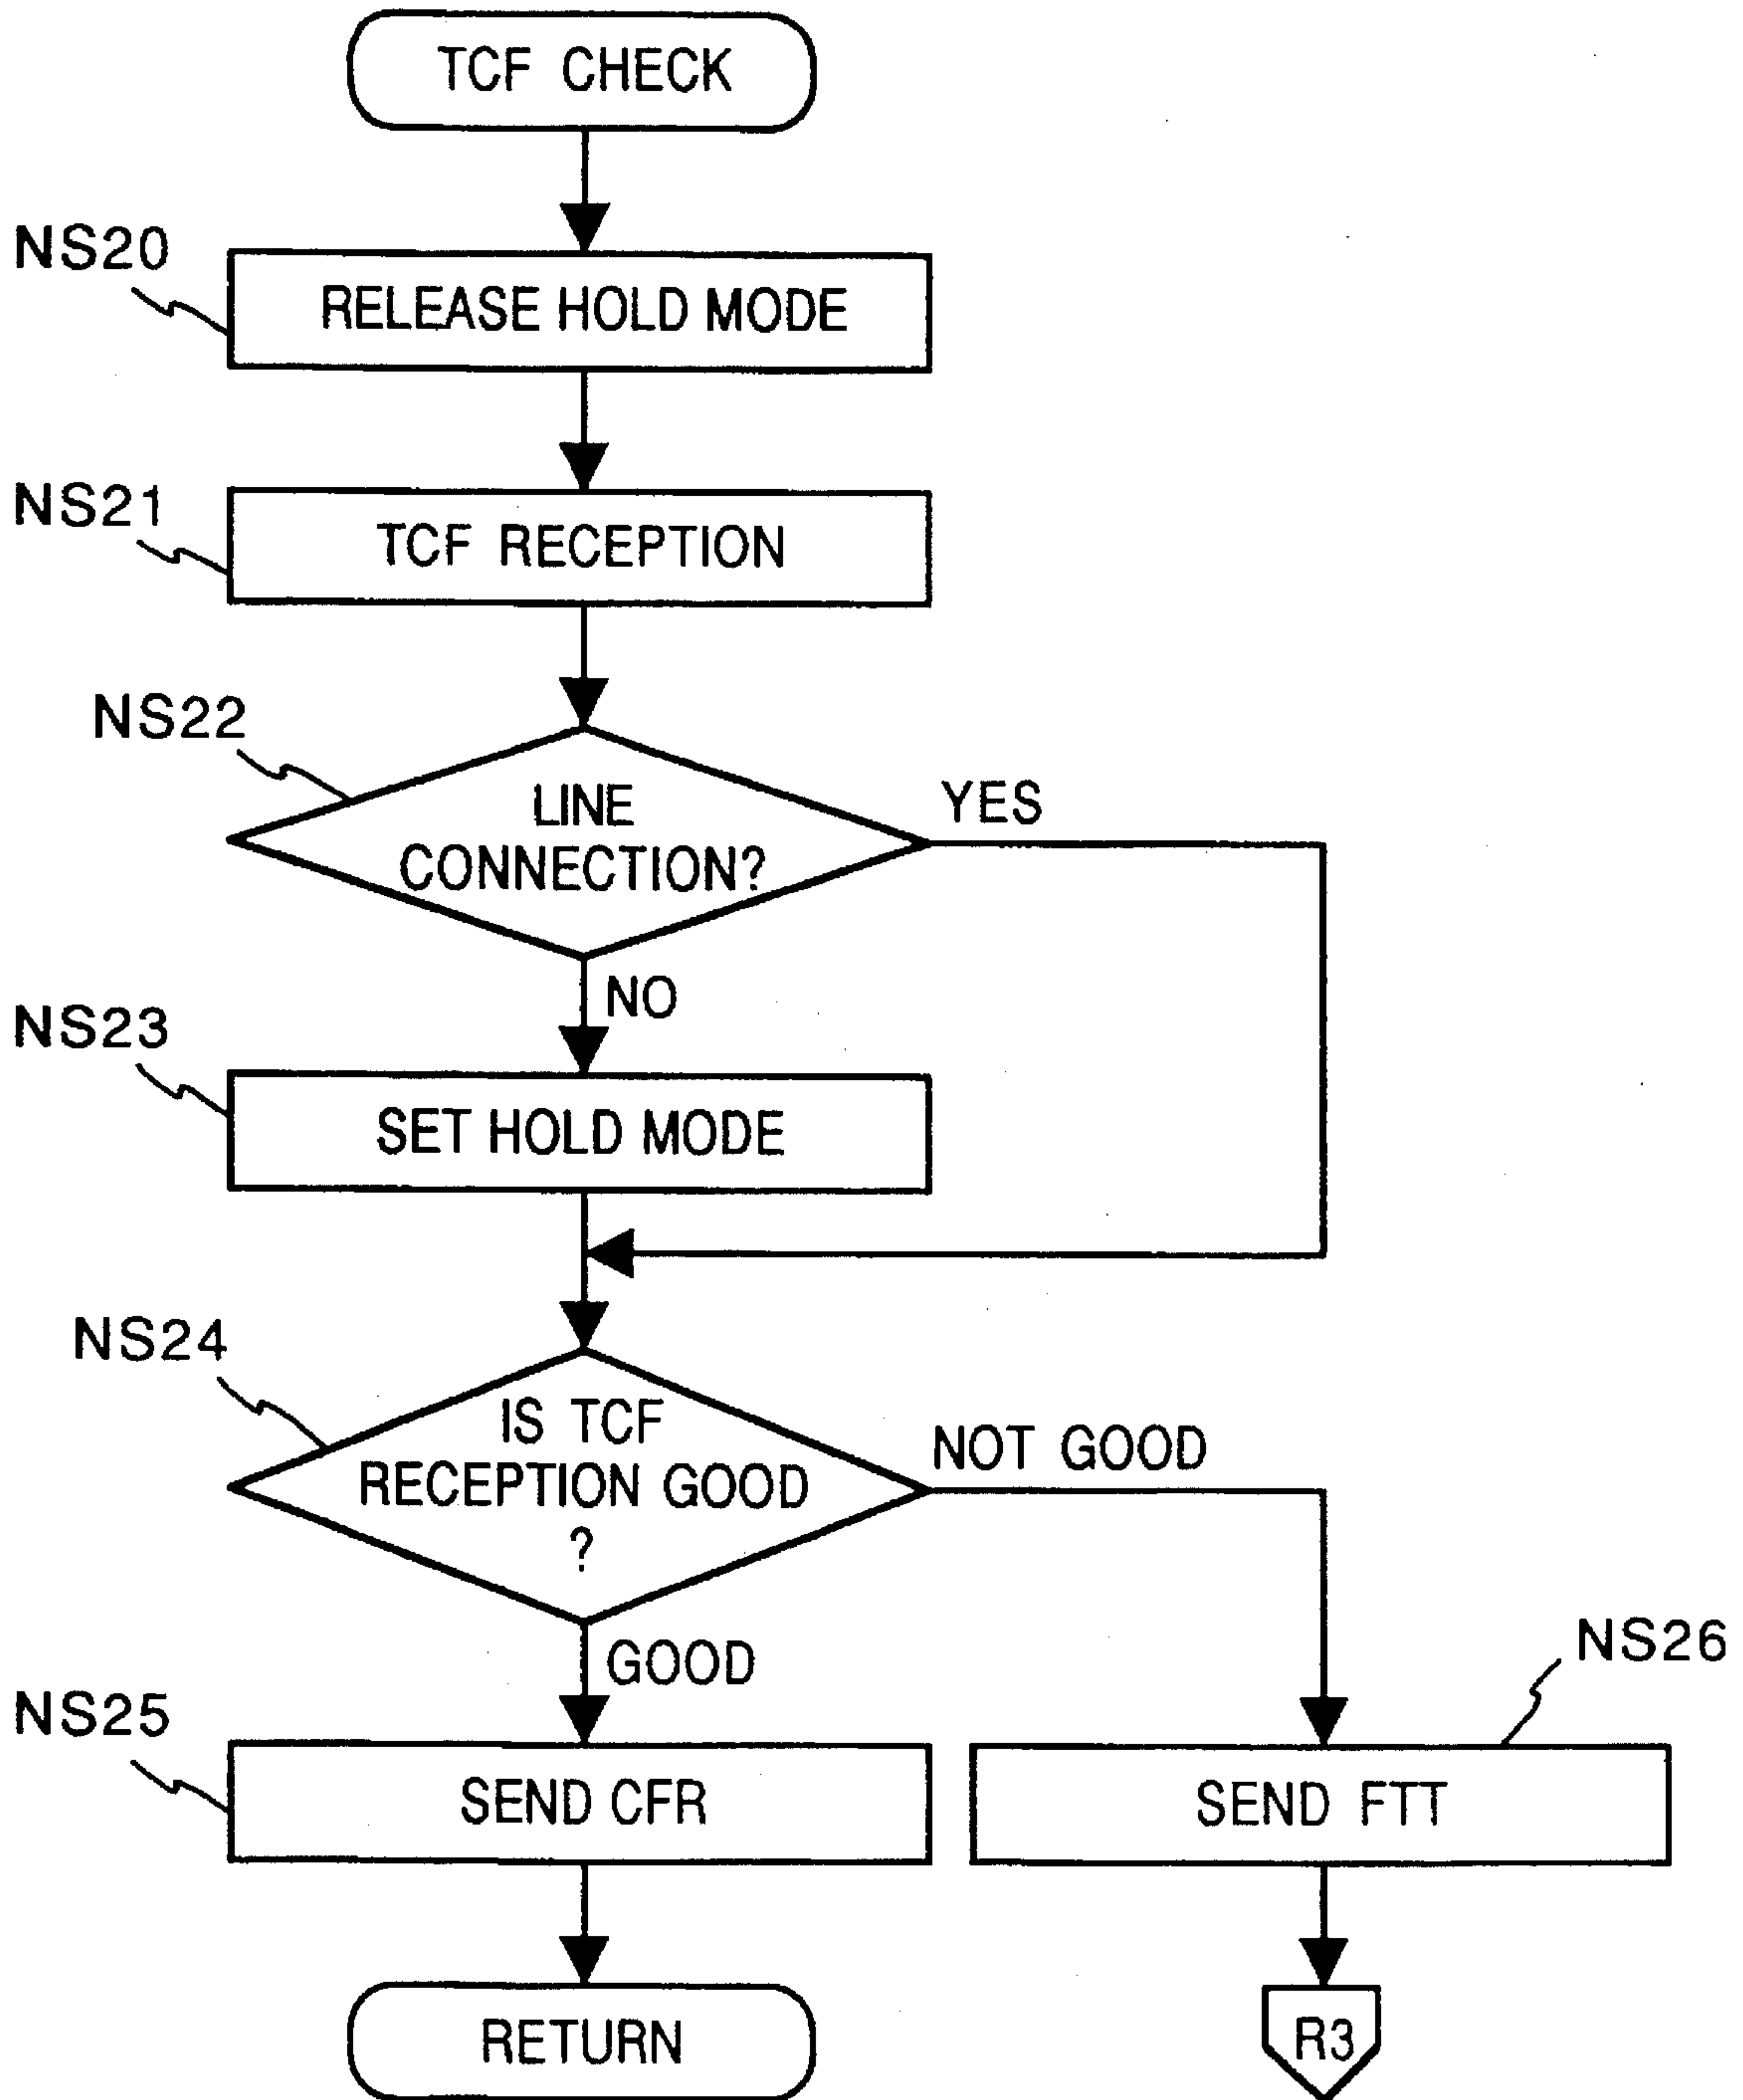 TCF CHECK
NS20
RELEASE HOLD MODE
NS21
TCF RECEPTION
NS22
LINE
CONNECTION?
YES
NO
NS23
SET HOLD MODE
NS24
IS TCF
RECEPTION GOOD
?
NOT GOOD
GOOD
NS25
SEND CFR
NS26
SEND FTT
RETURN
R3